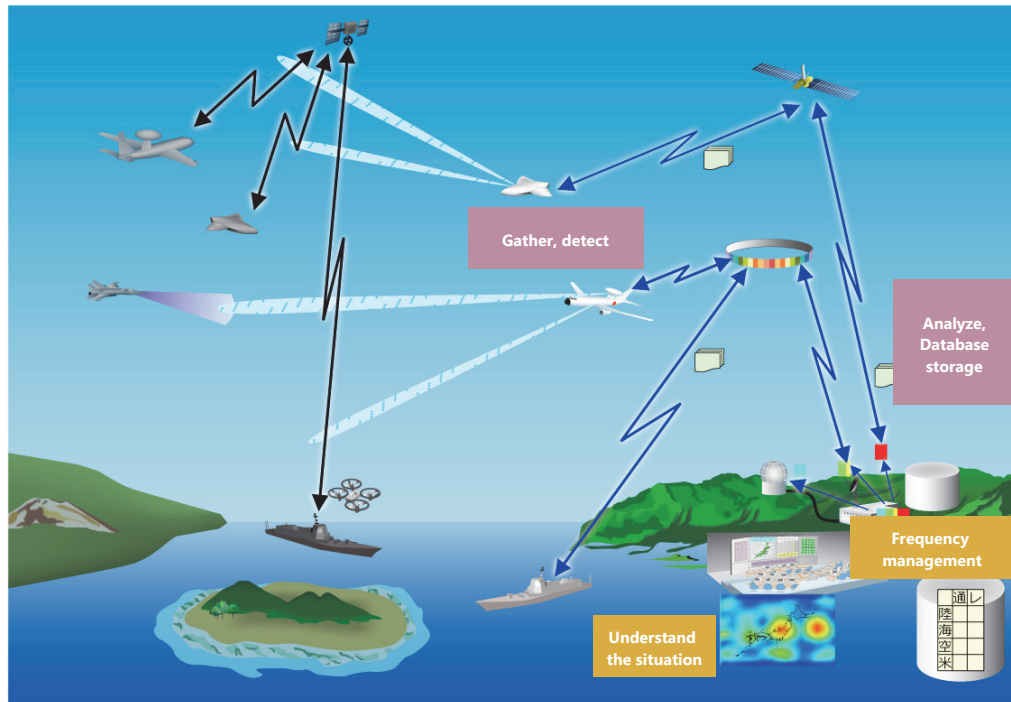 Gather, detect
Analyze,
Database
storage
Frequency
management
Understand
the situation
通レ
陸
海
空
米